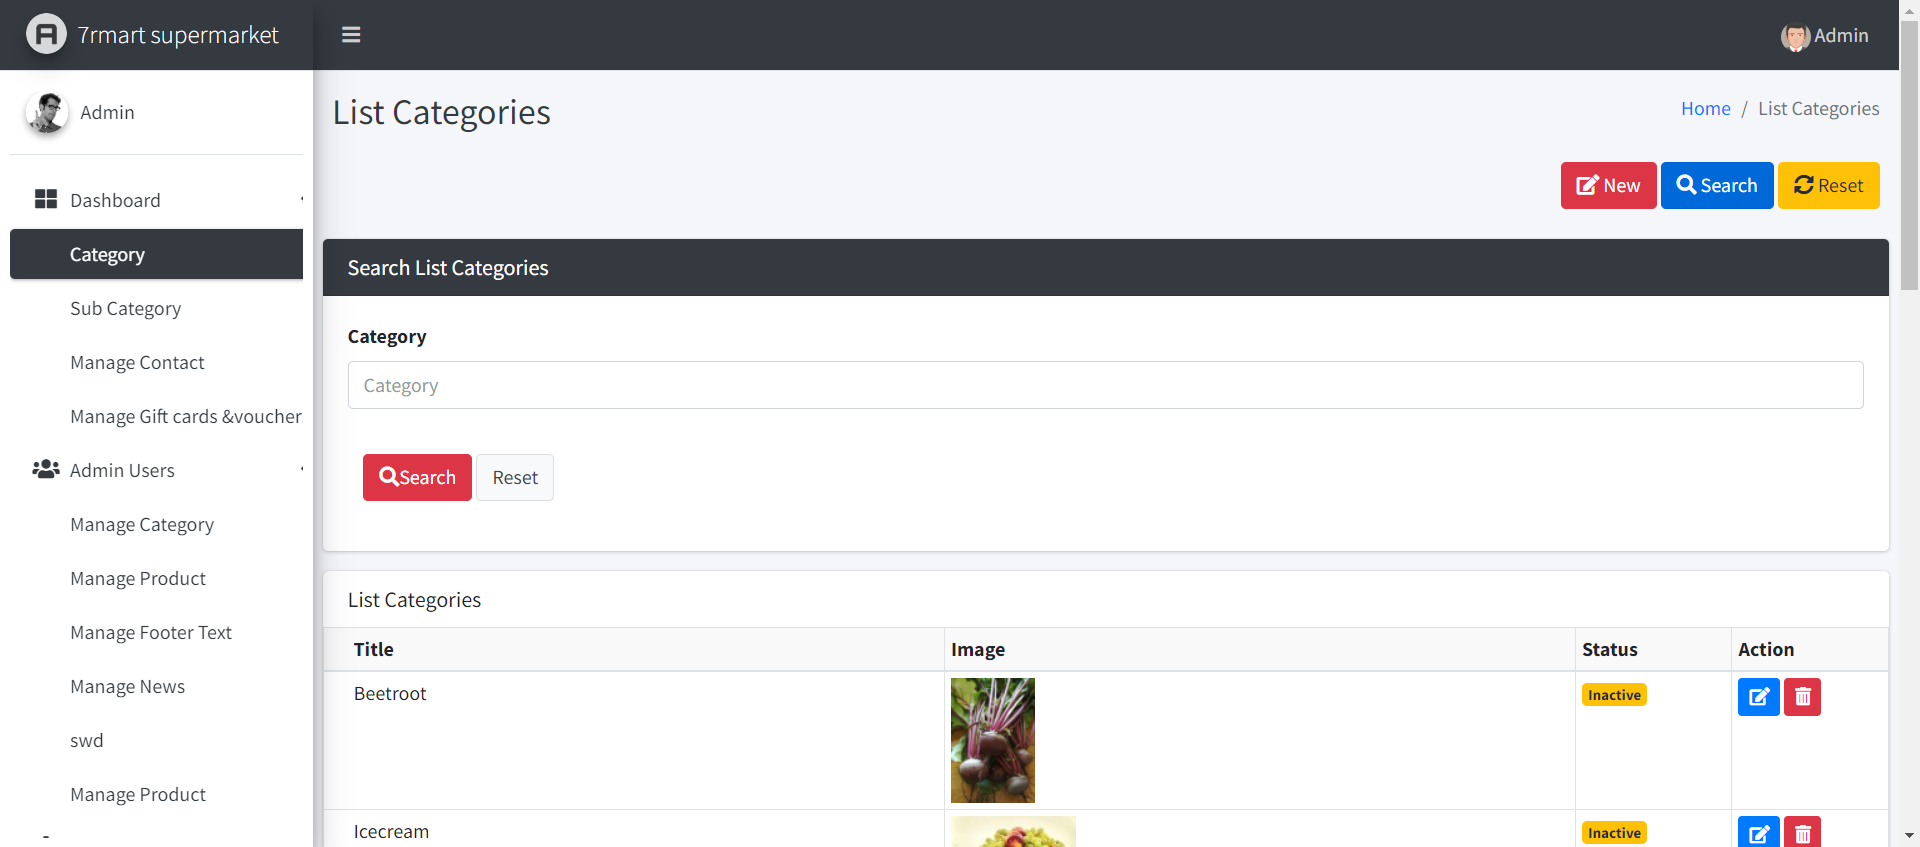 7rmart supermarket
Admin
Admin
Dashboard
Category
Sub Category
Manage Contact
Manage Gift cards &voucher
Admin Users
Manage Category
Manage Product
Manage Footer Text
Manage News
swd
Manage Product
List Categories
Home / List Categories
New Search Reset
Search List Categories
Category
Category
Search Reset
List Categories
Title Image Status Action
Beetroot Inactive
Icecream Inactive